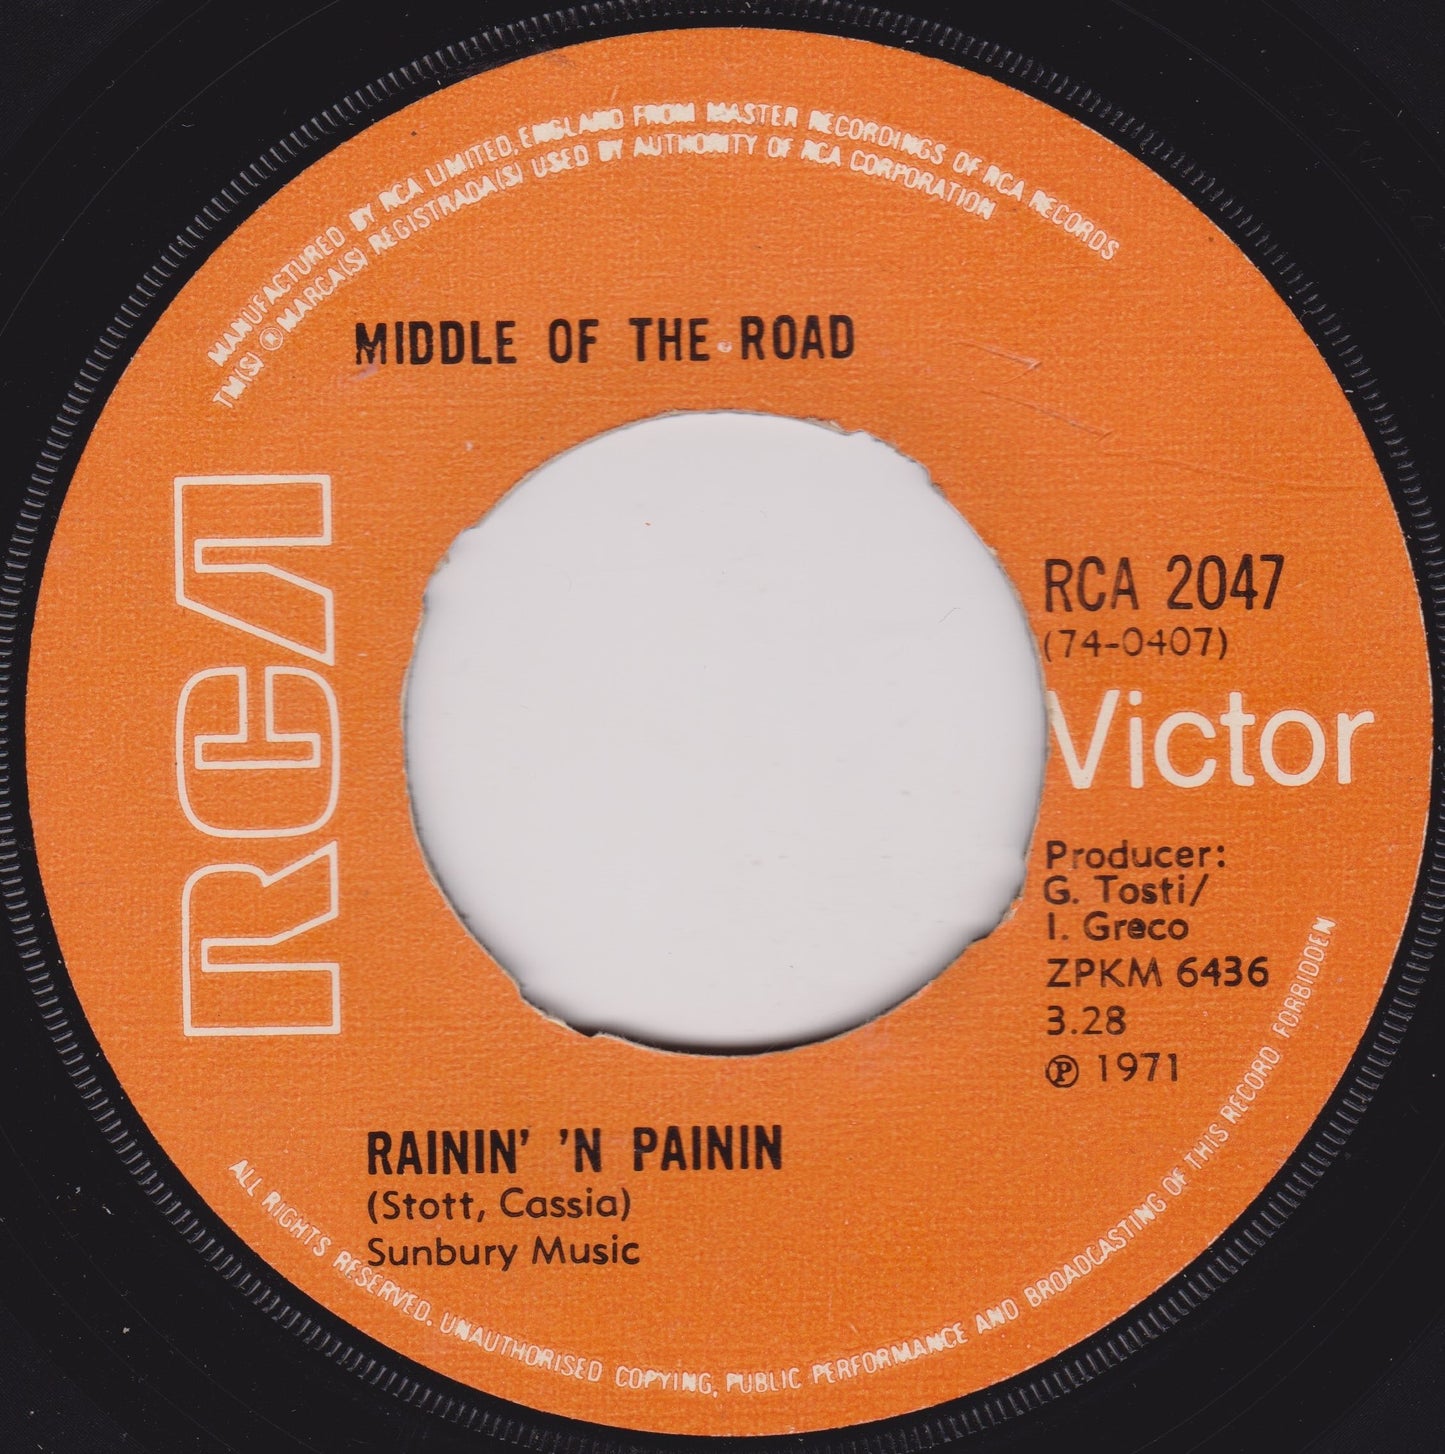 MANUFACTURED BY RCA LIMITED, ENGLAND FROM MASTER RECORDINGS OF RCA RECORDS
TM(S) ® MARCA(S) REGISTRADA(S) USED BY AUTHORITY OF RCA CORPORATION
MIDDLE OF THE ROAD
RCA
RCA 2047
(74-0407)
Victor
Producer:
G. Tosti/
I. Greco
ZPKM 6436
3.28
℗ 1971
RAININ' 'N PAININ
(Stott, Cassia)
Sunbury Music
ALL RIGHTS RESERVED. UNAUTHORISED COPYING, PUBLIC PERFORMANCE AND BROADCASTING OF THIS RECORD FORBIDDEN